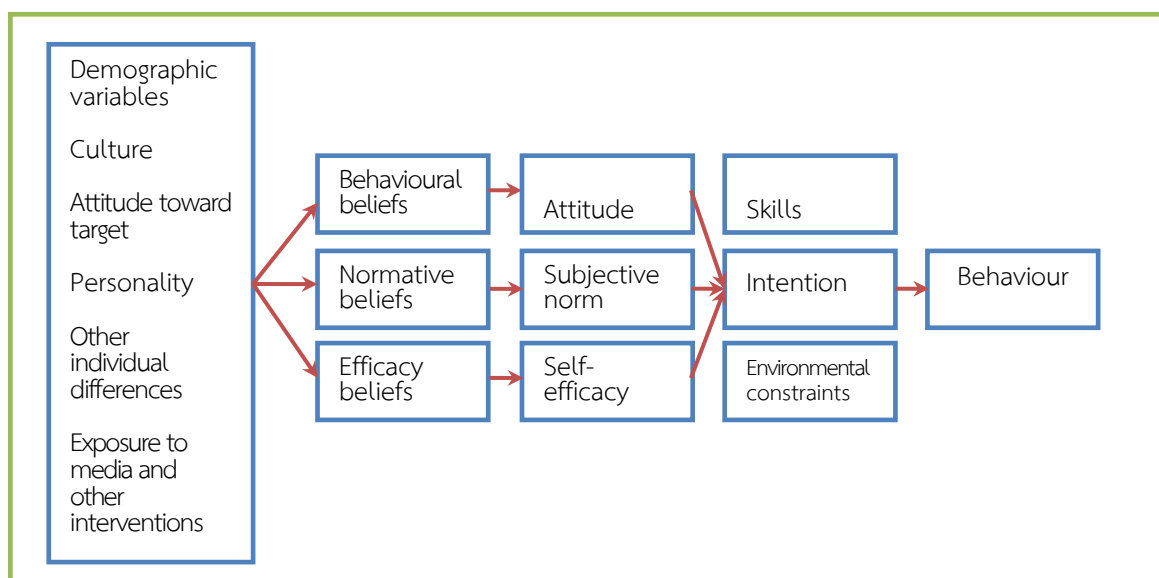 Demographic
variables
Culture
Attitude toward
target
Personality
Other
individual
differences
Exposure to
media and
other
interventions
Behavioural
beliefs
Attitude
Skills
Normative
beliefs
Subjective
norm
Intention
Behaviour
Efficacy
beliefs
Self-
efficacy
Environmental
constraints